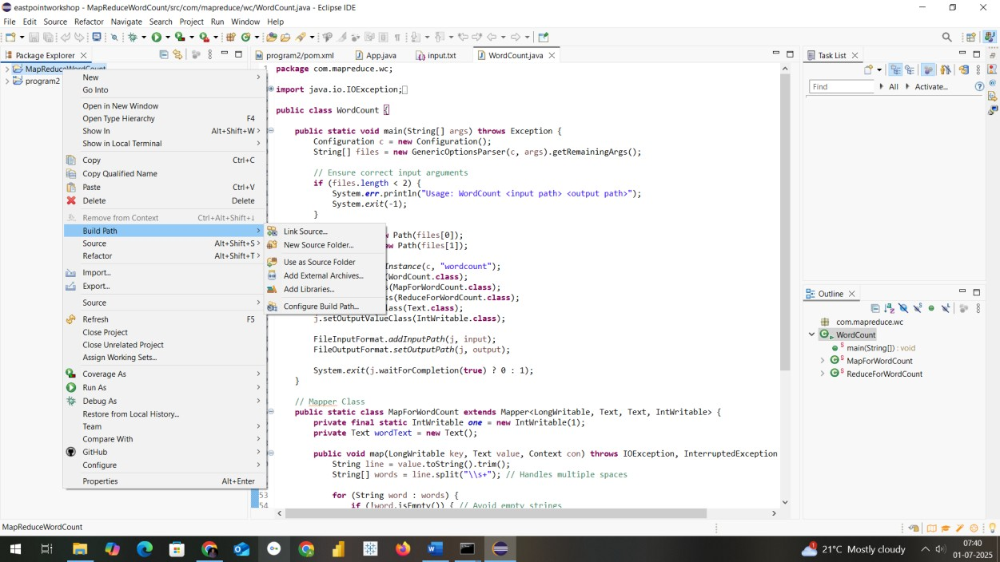 eastpointworkshop - MapReduceWordCount/src/com/mapreduce/wc/WordCount.java - Eclipse IDE
File Edit Source Refactor Navigate Search Project Run Window Help
Package Explorer
MapReduceWordCount
program2
New
Go Into
Open in New Window
Open Type Hierarchy F4
Show In Alt+Shift+W >
Show in Local Terminal
Copy Ctrl+C
Copy Qualified Name
Paste Ctrl+V
Delete Delete
Remove from Context Ctrl+Alt+Shift+↓
Build Path
Source Alt+Shift+S >
Refactor Alt+Shift+T >
Import...
Export...
Source
Refresh F5
Close Project
Close Unrelated Project
Assign Working Sets...
Coverage As
Run As
Debug As
Restore from Local History...
Team
Compare With
GitHub
Configure
Properties Alt+Enter
Link Source...
New Source Folder...
Use as Source Folder
Add External Archives...
Add Libraries...
Configure Build Path...
program2/pom.xml App.java input.txt WordCount.java
1 package com.mapreduce.wc;
import java.io.IOException;
public class WordCount {
public static void main(String[] args) throws Exception {
Configuration c = new Configuration();
String[] files = new GenericOptionsParser(c, args).getRemainingArgs();
// Ensure correct input arguments
if (files.length < 2) {
System.err.println("Usage: WordCount <input path> <output path>");
System.exit(-1);
}
w Path(files[0]);
ew Path(files[1]);
Instance(c, "wordcount");
(WordCount.class);
s(MapForWordCount.class);
ass(ReduceForWordCount.class);
lass(Text.class);
j.setOutputValueClass(IntWritable.class);
FileInputFormat.addInputPath(j, input);
FileOutputFormat.setOutputPath(j, output);
System.exit(j.waitForCompletion(true) ? 0 : 1);
}
// Mapper Class
public static class MapForWordCount extends Mapper<LongWritable, Text, Text, IntWritable> {
private final static IntWritable one = new IntWritable(1);
private Text wordText = new Text();
public void map(LongWritable key, Text value, Context con) throws IOException, InterruptedException
String line = value.toString().trim();
String[] words = line.split("\\s+"); // Handles multiple spaces
53 for (String word : words) {
54 if (!word.isEmpty()) { // Avoid empty strings
Task List
Find All Activate...
Outline
com.mapreduce.wc
WordCount
main(String[]) : void
MapForWordCount
ReduceForWordCount
MapReduceWordCount
21°C Mostly cloudy
07:40
01-07-2025